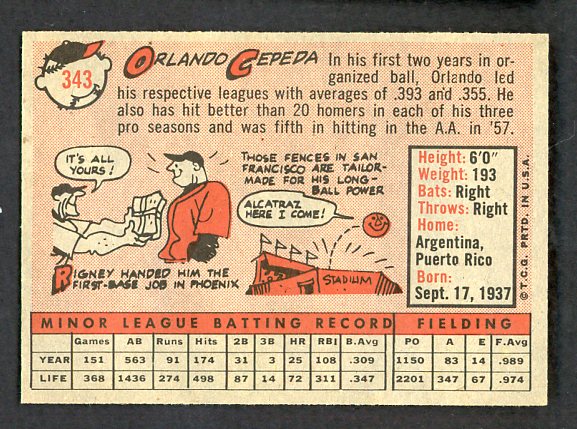 343
ORLANDO CEPEDA In his first two years in or-
ganized ball, Orlando led
his respective leagues with averages of .393 and .355. He
also has hit better than 20 homers in each of his three
pro seasons and was fifth in hitting in the A.A. in '57.
IT'S ALL
YOURS!
RIGNEY HANDED HIM THE
FIRST-BASE JOB IN PHOENIX
THOSE FENCES IN SAN
FRANCISCO ARE TAILOR-
MADE FOR HIS LONG-
BALL POWER
ALCATRAZ
HERE I COME!
STADIUM
Height: 6'0"
Weight: 193
Bats: Right
Throws: Right
Home:
Argentina,
Puerto Rico
Born:
Sept. 17, 1937
© T.C.G. PRTD. IN U.S.A.
MINOR LEAGUE BATTING RECORD FIELDING
Games AB Runs Hits 2B 3B HR RBI B.Avg PO A E F.Avg
YEAR 151 563 91 174 31 3 25 108 .309 1150 83 14 .989
LIFE 368 1436 274 498 87 14 72 311 .347 2201 347 67 .974